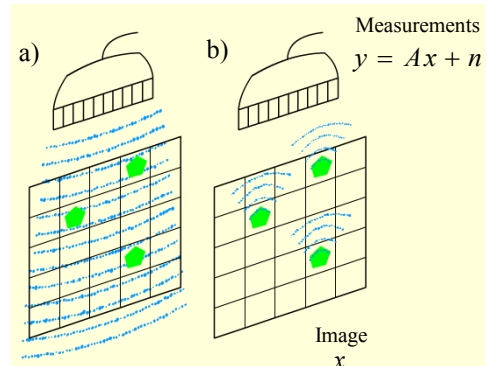 a)
b)
Measurements
y = Ax + n
Image
x